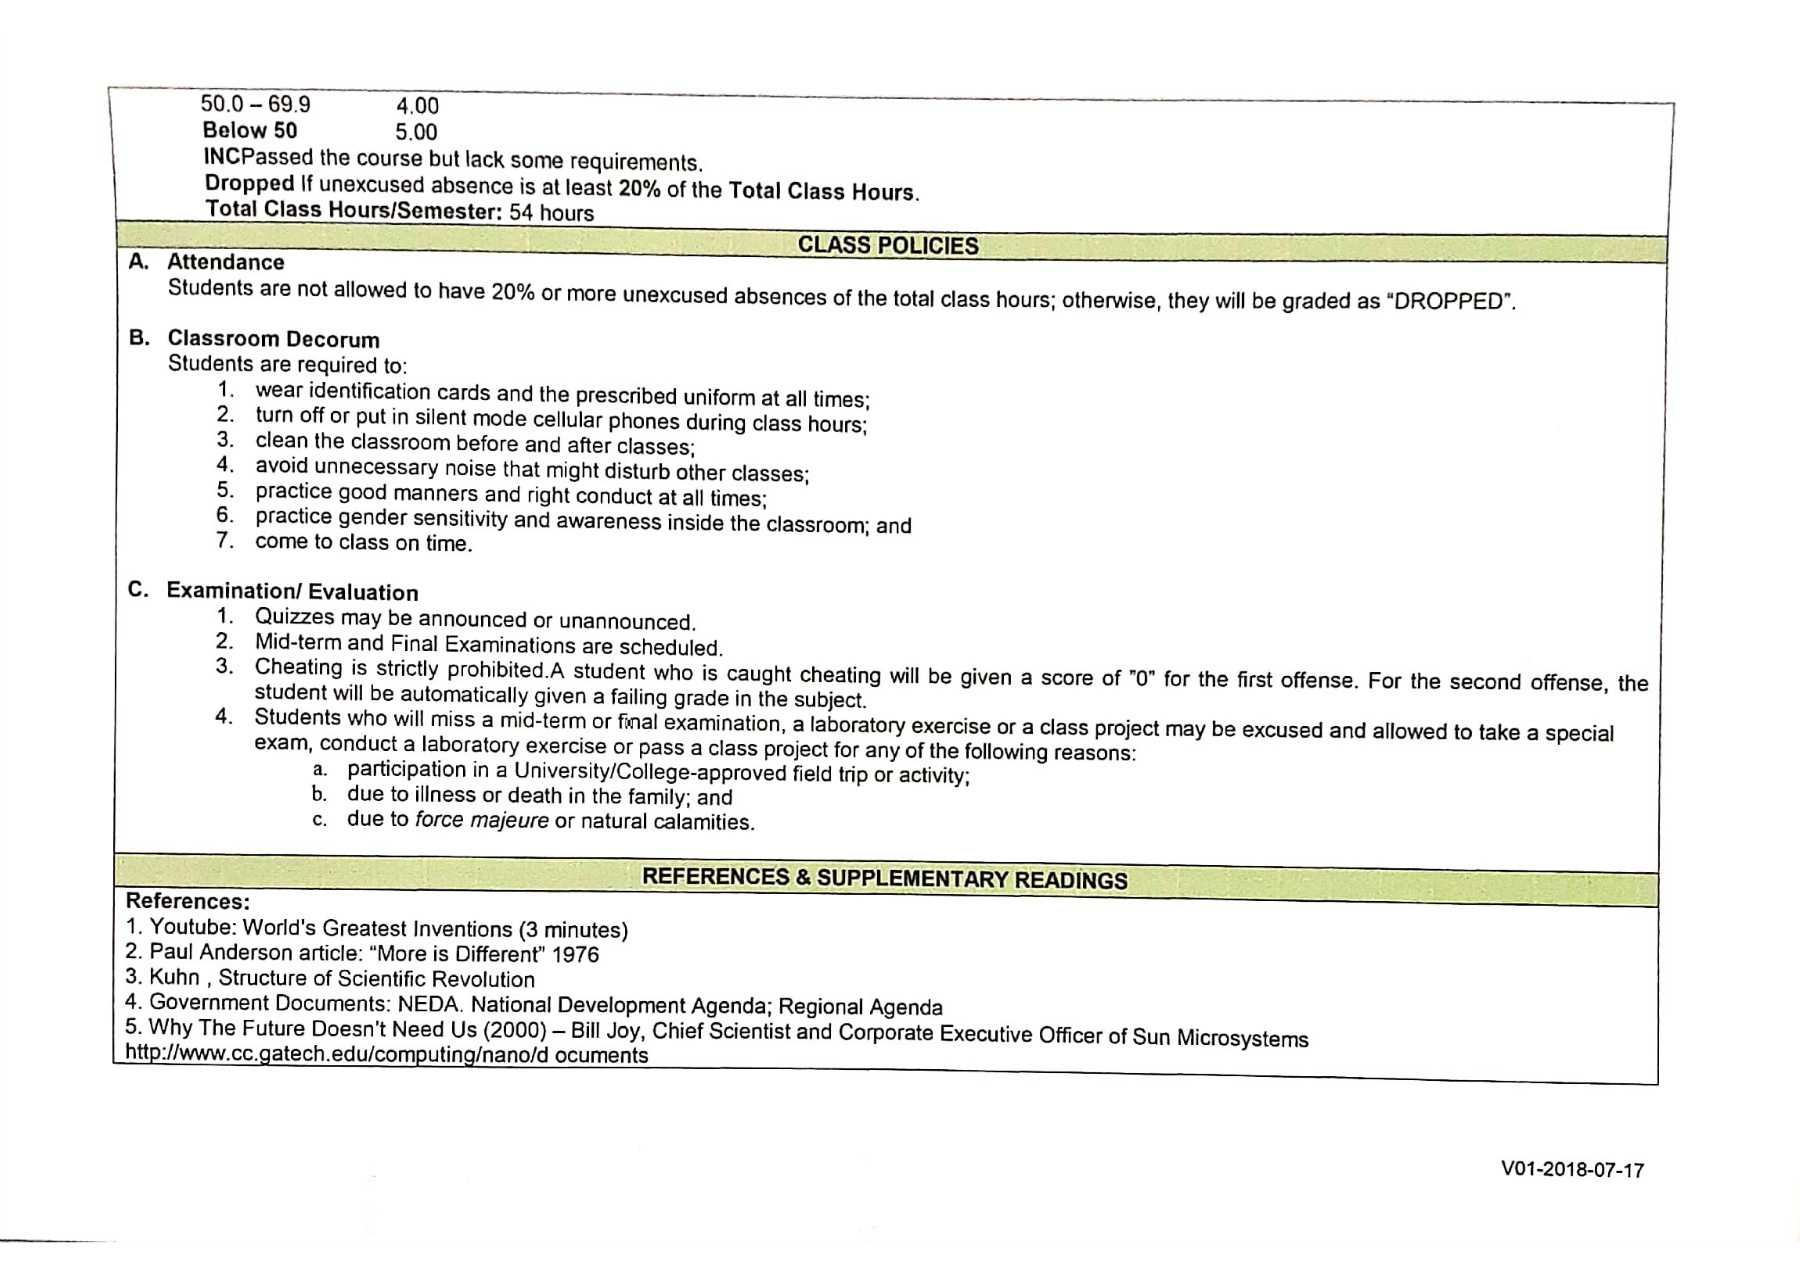 50.0 – 69.9 4.00
Below 50 5.00
INCPassed the course but lack some requirements.
Dropped If unexcused absence is at least 20% of the Total Class Hours.
Total Class Hours/Semester: 54 hours
CLASS POLICIES
A. Attendance
Students are not allowed to have 20% or more unexcused absences of the total class hours; otherwise, they will be graded as “DROPPED”.
B. Classroom Decorum
Students are required to:
1. wear identification cards and the prescribed uniform at all times;
2. turn off or put in silent mode cellular phones during class hours;
3. clean the classroom before and after classes;
4. avoid unnecessary noise that might disturb other classes;
5. practice good manners and right conduct at all times;
6. practice gender sensitivity and awareness inside the classroom; and
7. come to class on time.
C. Examination/ Evaluation
1. Quizzes may be announced or unannounced.
2. Mid-term and Final Examinations are scheduled.
3. Cheating is strictly prohibited.A student who is caught cheating will be given a score of "0" for the first offense. For the second offense, the
student will be automatically given a failing grade in the subject.
4. Students who will miss a mid-term or final examination, a laboratory exercise or a class project may be excused and allowed to take a special
exam, conduct a laboratory exercise or pass a class project for any of the following reasons:
a. participation in a University/College-approved field trip or activity;
b. due to illness or death in the family; and
c. due to force majeure or natural calamities.
REFERENCES & SUPPLEMENTARY READINGS
References:
1. Youtube: World's Greatest Inventions (3 minutes)
2. Paul Anderson article: “More is Different” 1976
3. Kuhn , Structure of Scientific Revolution
4. Government Documents: NEDA. National Development Agenda; Regional Agenda
5. Why The Future Doesn't Need Us (2000) – Bill Joy, Chief Scientist and Corporate Executive Officer of Sun Microsystems
http://www.cc.gatech.edu/computing/nano/d ocuments
V01-2018-07-17